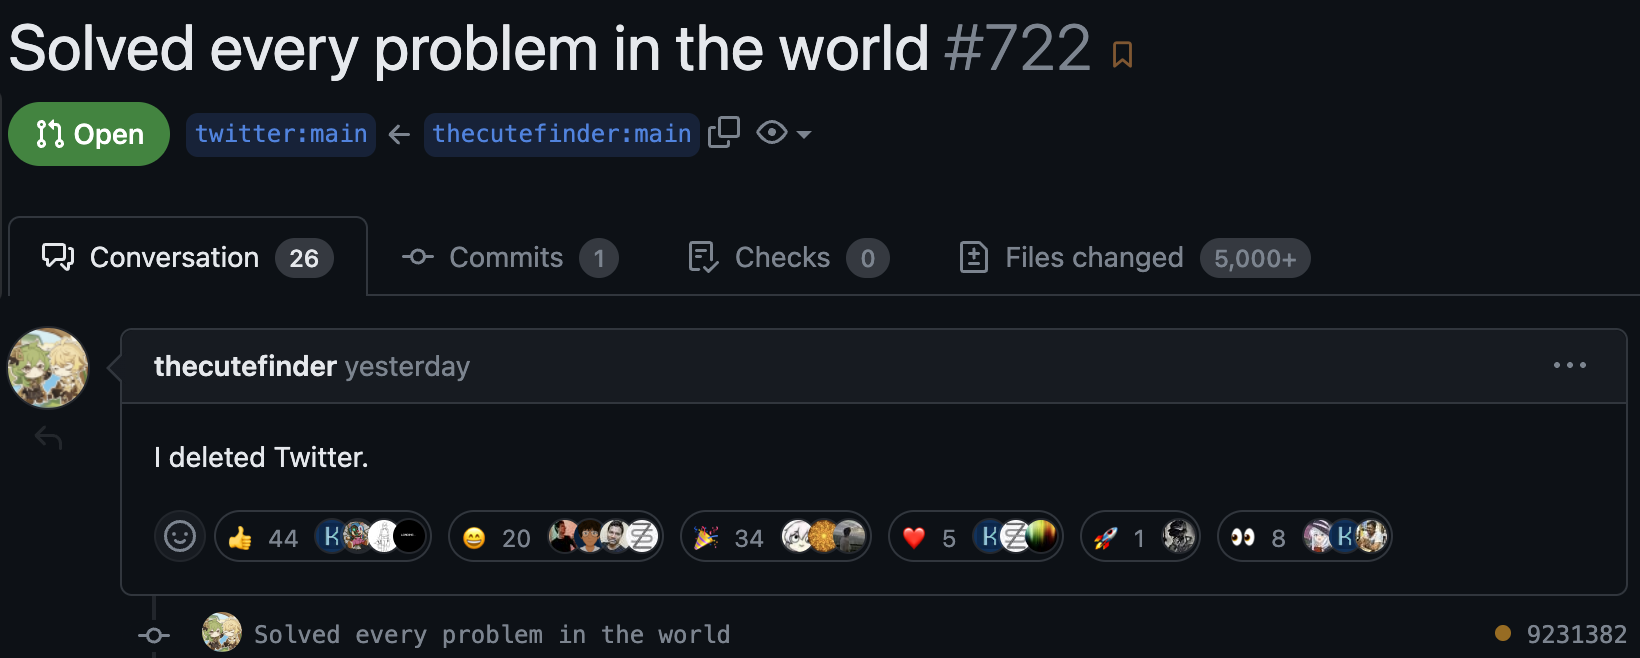 Solved every problem in the world #722
Open twitter:main ← thecutefinder:main
Conversation 26 Commits 1 Checks 0 Files changed 5,000+
thecutefinder yesterday
I deleted Twitter.
👍 44 😄 20 🎉 34 ❤️ 5 🚀 1 👀 8
Solved every problem in the world 9231382